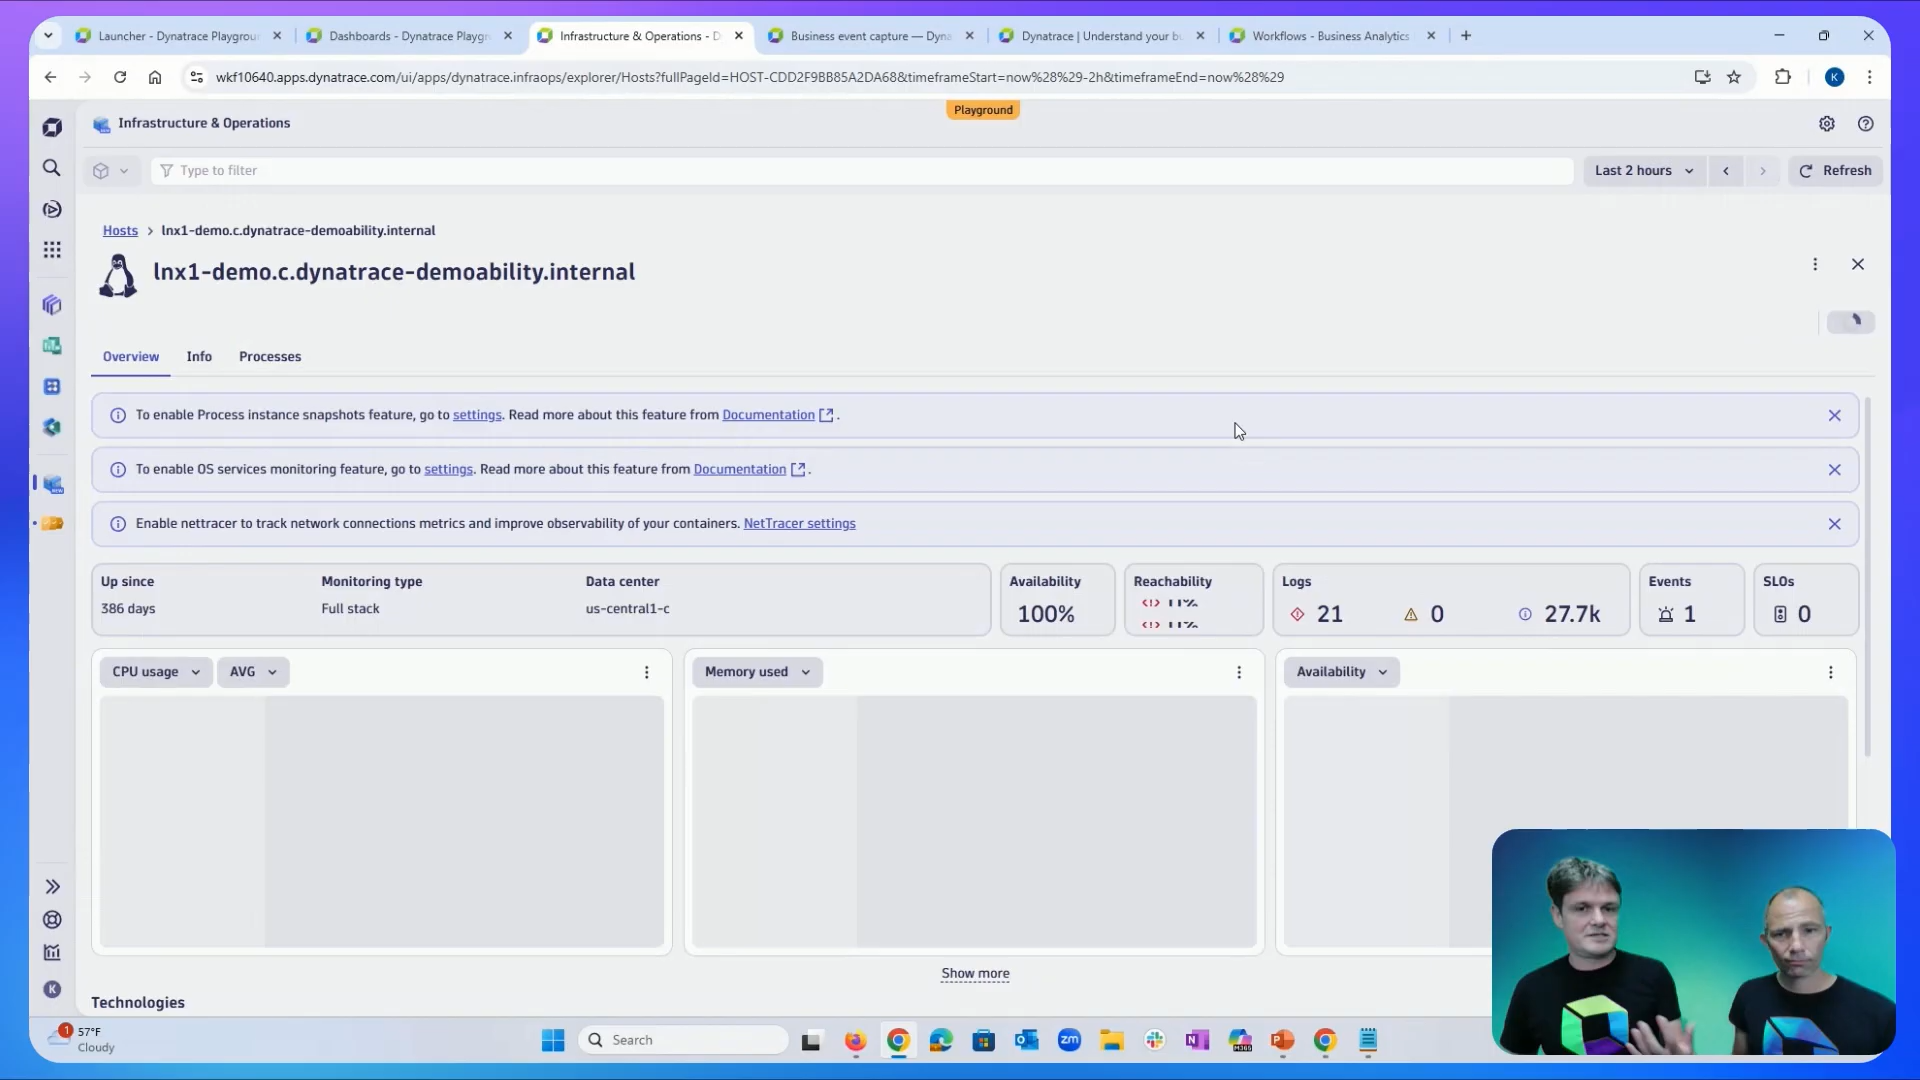 Launcher - Dynatrace Playgrou
Dashboards - Dynatrace Playgr
Infrastructure & Operations - D
Business event capture — Dyna
Dynatrace | Understand your b
Workflows - Business Analytics
wkf10640.apps.dynatrace.com/ui/apps/dynatrace.infraops/explorer/Hosts?fullPageId=HOST-CDD2F9BB85A2DA68&timeframeStart=now%28%29-2h&timeframeEnd=now%28%29
K
Playground
Infrastructure & Operations
Type to filter
Last 2 hours
Refresh
Hosts > lnx1-demo.c.dynatrace-demoability.internal
lnx1-demo.c.dynatrace-demoability.internal
Overview
Info
Processes
To enable Process instance snapshots feature, go to settings. Read more about this feature from Documentation.
To enable OS services monitoring feature, go to settings. Read more about this feature from Documentation.
Enable nettracer to track network connections metrics and improve observability of your containers. NetTracer settings
Up since
386 days
Monitoring type
Full stack
Data center
us-central1-c
Availability
100%
Reachability
Logs
21
0
27.7k
Events
1
SLOs
0
CPU usage
AVG
Memory used
Availability
Show more
Technologies
K
1
57°F
Cloudy
Search
zm
M365